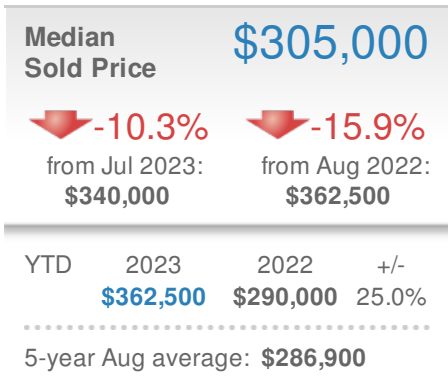 Median
Sold Price
$305,000
-10.3% -15.9%
from Jul 2023: from Aug 2022:
$340,000 $362,500
YTD 2023 2022 +/-
$362,500 $290,000 25.0%
5-year Aug average: $286,900